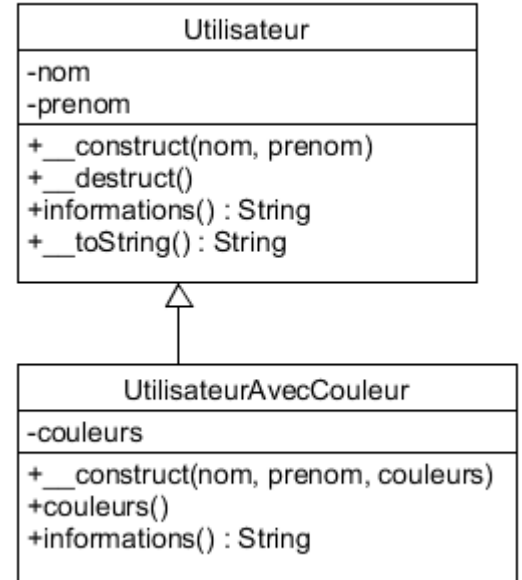 Utilisateur
-nom
-prenom
+__construct(nom, prenom)
+__destruct()
+informations() : String
+__toString() : String
UtilisateurAvecCouleur
-couleurs
+__construct(nom, prenom, couleurs)
+couleurs()
+informations() : String